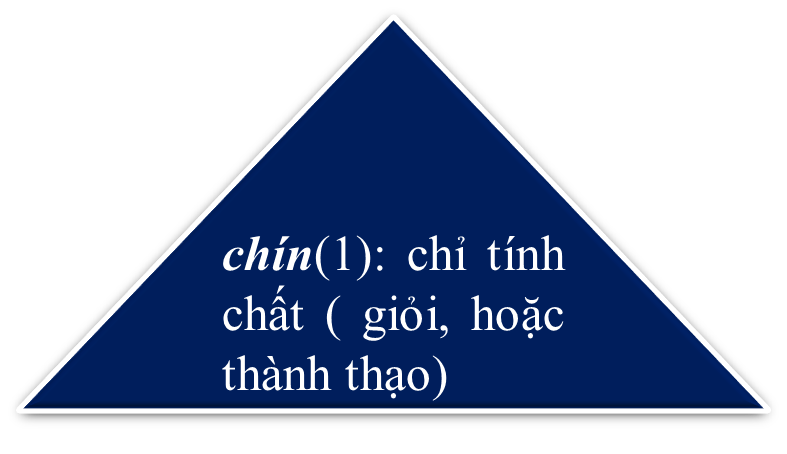 chín(1): chỉ tính
chất ( giỏi, hoặc
thành thạo)